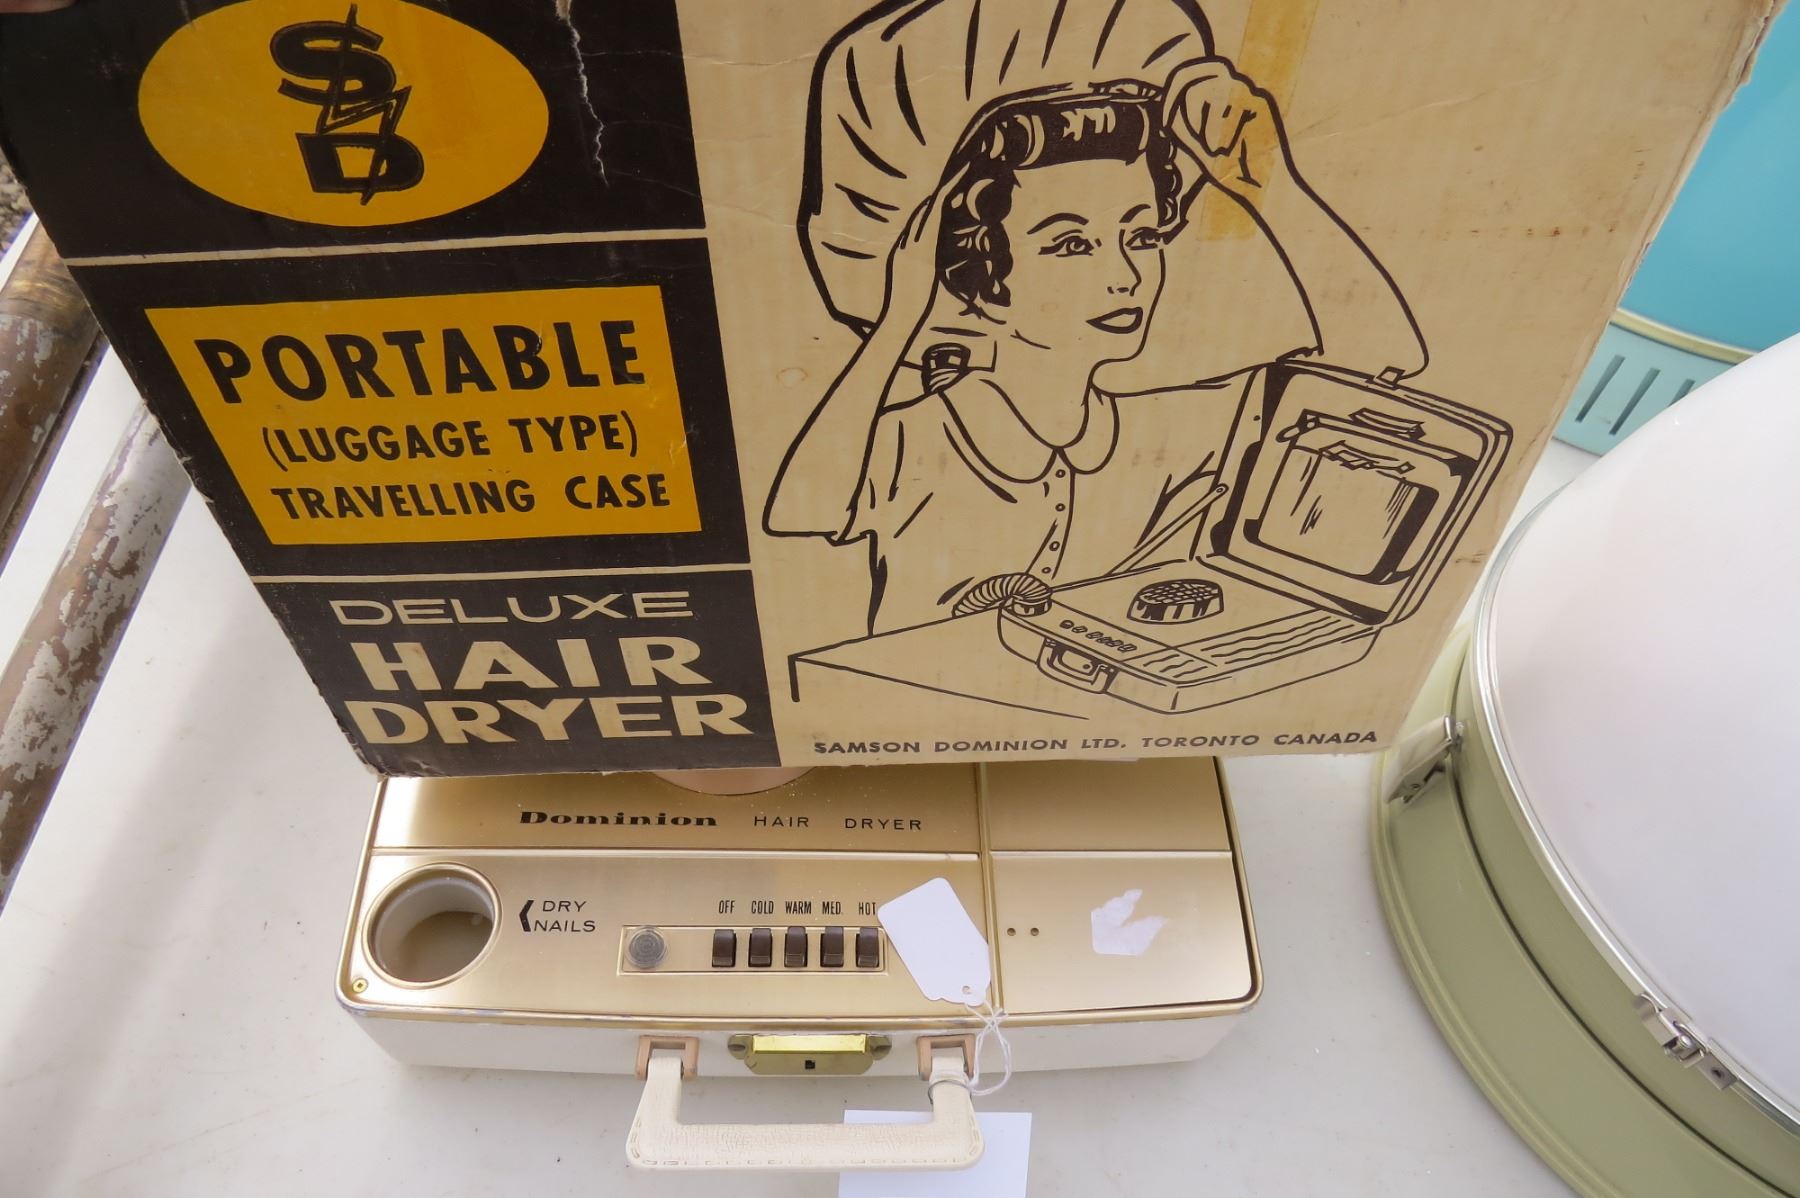 S
D
PORTABLE
(LUGGAGE TYPE)
TRAVELLING CASE
DELUXE
HAIR
DRYER
SAMSON DOMINION LTD. TORONTO CANADA
Dominion HAIR DRYER
DRY
NAILS
OFF COLD WARM MED. HOT